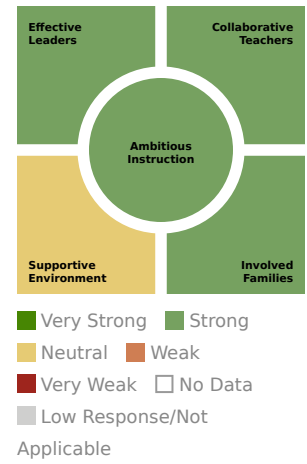 Effective
Leaders
Collaborative
Teachers
Ambitious
Instruction
Supportive
Environment
Involved
Families
Very Strong Strong
Neutral Weak
Very Weak No Data
Low Response/Not
Applicable